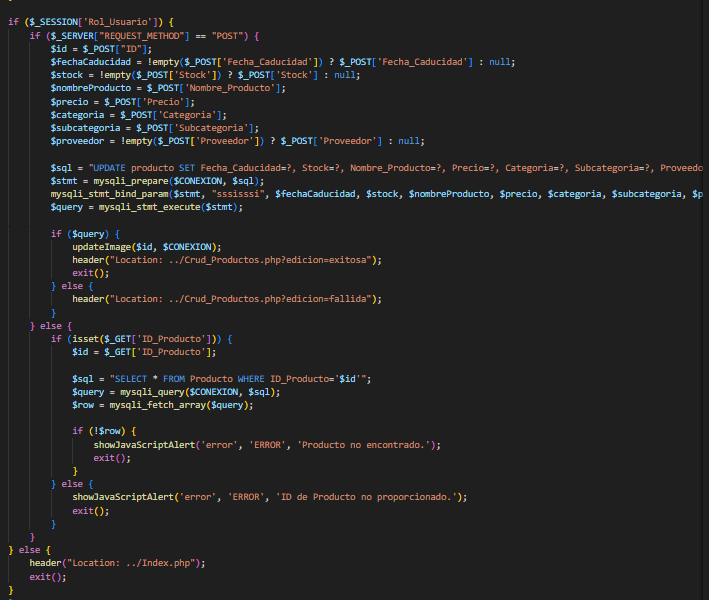 if ($_SESSION['Rol_Usuario']) {
if ($_SERVER["REQUEST_METHOD"] == "POST") {
$id = $_POST["ID"];
$fechaCaducidad = !empty($_POST['Fecha_Caducidad']) ? $_POST['Fecha_Caducidad'] : null;
$stock = !empty($_POST['Stock']) ? $_POST['Stock'] : null;
$nombreProducto = $_POST['Nombre_Producto'];
$precio = $_POST['Precio'];
$categoria = $_POST['Categoria'];
$subcategoria = $_POST['Subcategoria'];
$proveedor = !empty($_POST['Proveedor']) ? $_POST['Proveedor'] : null;
$sql = "UPDATE producto SET Fecha_Caducidad=?, Stock=?, Nombre_Producto=?, Precio=?, Categoria=?, Subcategoria=?, Proveedo
$stmt = mysqli_prepare($CONEXION, $sql);
mysqli_stmt_bind_param($stmt, "sssisssi", $fechaCaducidad, $stock, $nombreProducto, $precio, $categoria, $subcategoria, $p
$query = mysqli_stmt_execute($stmt);
if ($query) {
updateImage($id, $CONEXION);
header("Location: ../Crud_Productos.php?edicion=exitosa");
exit();
} else {
header("Location: ../Crud_Productos.php?edicion=fallida");
}
} else {
if (isset($_GET['ID_Producto'])) {
$id = $_GET['ID_Producto'];
$sql = "SELECT * FROM Producto WHERE ID_Producto='$id'";
$query = mysqli_query($CONEXION, $sql);
$row = mysqli_fetch_array($query);
if (!$row) {
showJavaScriptAlert('error', 'ERROR', 'Producto no encontrado.');
exit();
}
} else {
showJavaScriptAlert('error', 'ERROR', 'ID de Producto no proporcionado.');
exit();
}
}
} else {
header("Location: ../Index.php");
exit();
}